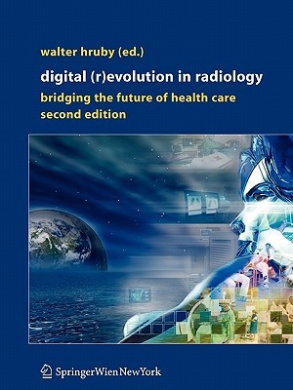 walter hruby (ed.)
digital (r)evolution in radiology
bridging the future of health care
second edition
SpringerWienNewYork